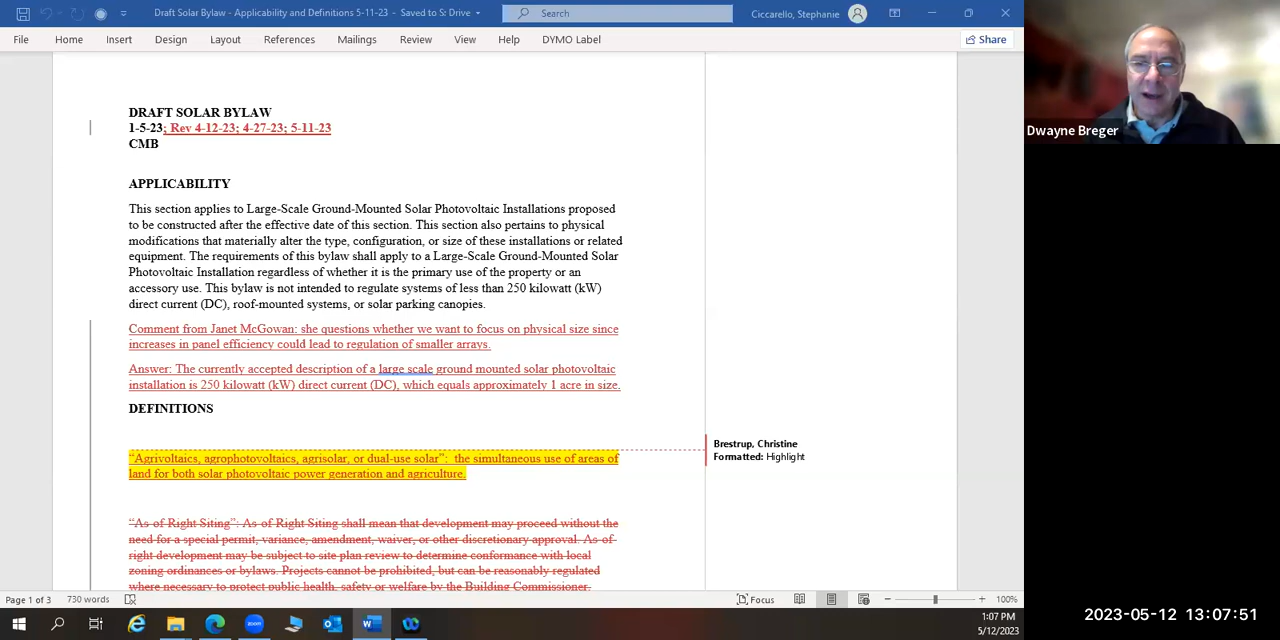 Draft Solar Bylaw - Applicability and Definitions 5-11-23 - Saved to S: Drive
Search
Ciccarello, Stephanie
File Home Insert Design Layout References Mailings Review View Help DYMO Label Share
DRAFT SOLAR BYLAW
1-5-23; Rev 4-12-23; 4-27-23; 5-11-23
CMB
APPLICABILITY
This section applies to Large-Scale Ground-Mounted Solar Photovoltaic Installations proposed
to be constructed after the effective date of this section. This section also pertains to physical
modifications that materially alter the type, configuration, or size of these installations or related
equipment. The requirements of this bylaw shall apply to a Large-Scale Ground-Mounted Solar
Photovoltaic Installation regardless of whether it is the primary use of the property or an
accessory use. This bylaw is not intended to regulate systems of less than 250 kilowatt (kW)
direct current (DC), roof-mounted systems, or solar parking canopies.
Comment from Janet McGowan: she questions whether we want to focus on physical size since
increases in panel efficiency could lead to regulation of smaller arrays.
Answer: The currently accepted description of a large scale ground mounted solar photovoltaic
installation is 250 kilowatt (kW) direct current (DC), which equals approximately 1 acre in size.
DEFINITIONS
"Agrivoltaics, agrophotovoltaics, agrisolar, or dual-use solar": the simultaneous use of areas of
land for both solar photovoltaic power generation and agriculture.
Brestrup, Christine
Formatted: Highlight
"As-of-Right Siting": As-of-Right Siting shall mean that development may proceed without the
need for a special permit, variance, amendment, waiver, or other discretionary approval. As-of-
right development may be subject to site plan review to determine conformance with local
zoning ordinances or bylaws. Projects cannot be prohibited, but can be reasonably regulated
where necessary to protect public health, safety or welfare by the Building Commissioner.
Page 1 of 3 730 words Focus 100%
zoom
1:07 PM
5/12/2023
Dwayne Breger
2023-05-12 13:07:51